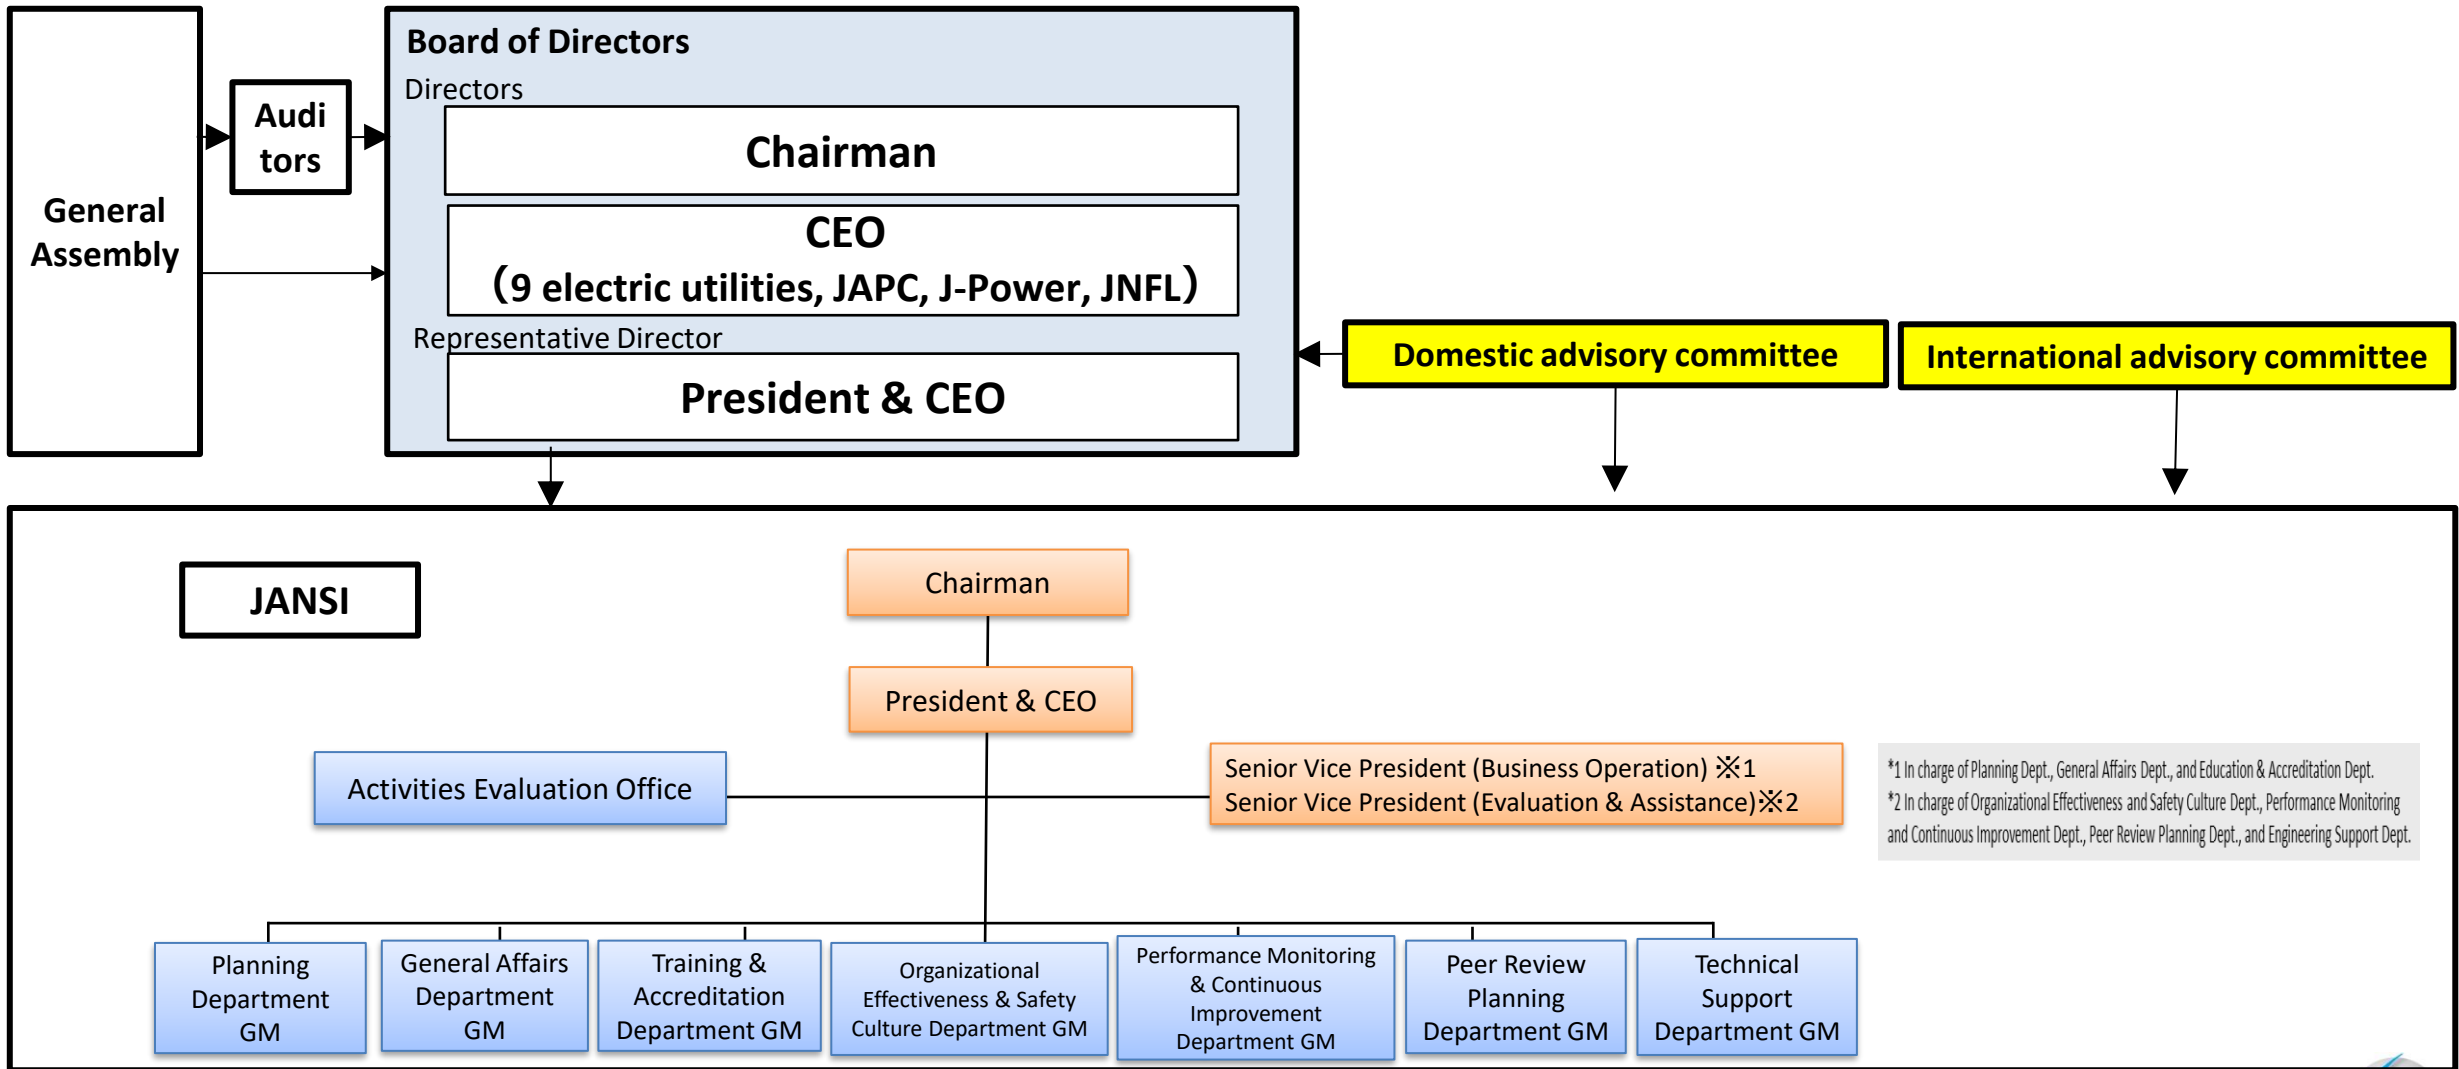 General
Assembly
Audi
tors
Board of Directors
Directors
Chairman
CEO
(9 electric utilities, JAPC, J-Power, JNFL)
Representative Director
President & CEO
Domestic advisory committee
International advisory committee
JANSI
Chairman
President & CEO
Activities Evaluation Office
Senior Vice President (Business Operation) ※1
Senior Vice President (Evaluation & Assistance)※2
*1 In charge of Planning Dept., General Affairs Dept., and Education & Accreditation Dept.
*2 In charge of Organizational Effectiveness and Safety Culture Dept., Performance Monitoring
and Continuous Improvement Dept., Peer Review Planning Dept., and Engineering Support Dept.
Planning
Department
GM
General Affairs
Department
GM
Training &
Accreditation
Department GM
Organizational
Effectiveness & Safety
Culture Department GM
Performance Monitoring
& Continuous
Improvement
Department GM
Peer Review
Planning
Department GM
Technical
Support
Department GM